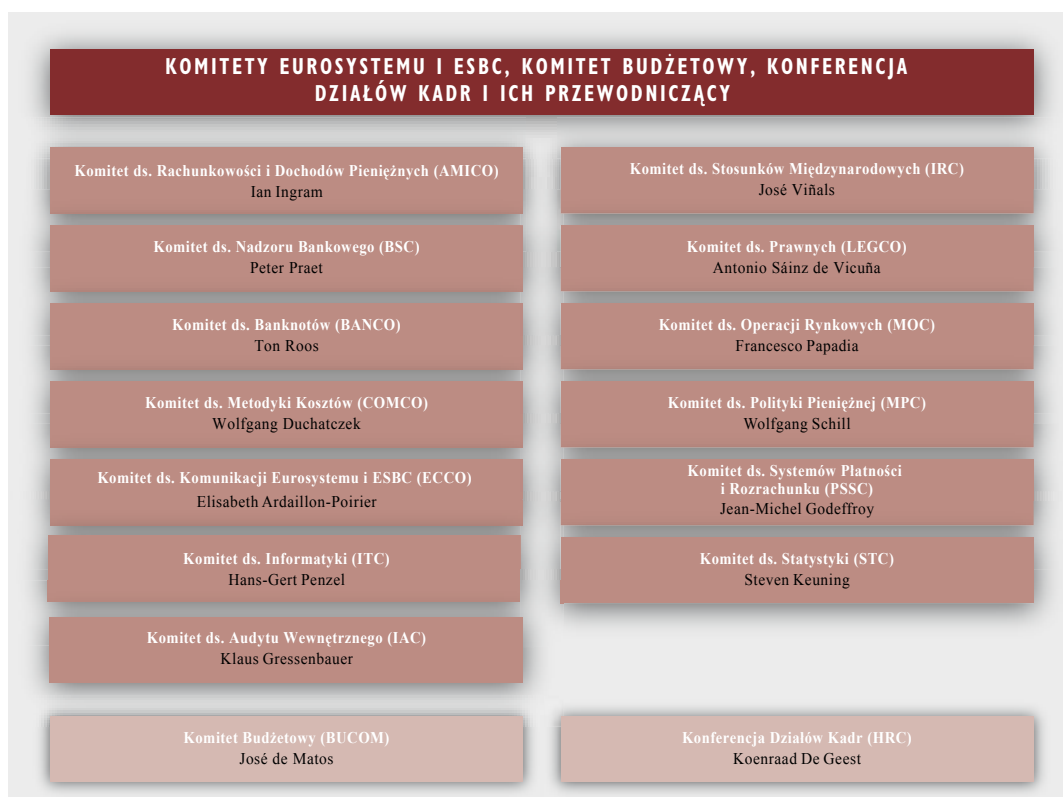 KOMITETY EUROSYSTEMU I ESBC, KOMITET BUDŻETOWY, KONFERENCJA
DZIAŁÓW KADR I ICH PRZEWODNICZĄCY
Komitet ds. Rachunkowości i Dochodów Pieniężnych (AMICO)
Ian Ingram
Komitet ds. Nadzoru Bankowego (BSC)
Peter Praet
Komitet ds. Banknotów (BANCO)
Ton Roos
Komitet ds. Metodyki Kosztów (COMCO)
Wolfgang Duchatczek
Komitet ds. Komunikacji Eurosystemu i ESBC (ECCO)
Elisabeth Ardaillon-Poirier
Komitet ds. Informatyki (ITC)
Hans-Gert Penzel
Komitet ds. Audytu Wewnętrznego (IAC)
Klaus Gressenbauer
Komitet ds. Stosunków Międzynarodowych (IRC)
José Viñals
Komitet ds. Prawnych (LEGCO)
Antonio Sáinz de Vicuña
Komitet ds. Operacji Rynkowych (MOC)
Francesco Papadia
Komitet ds. Polityki Pieniężnej (MPC)
Wolfgang Schill
Komitet ds. Systemów Płatności
i Rozrachunku (PSSC)
Jean-Michel Godeffroy
Komitet ds. Statystyki (STC)
Steven Keuning
Komitet Budżetowy (BUCOM)
José de Matos
Konferencja Działów Kadr (HRC)
Koenraad De Geest